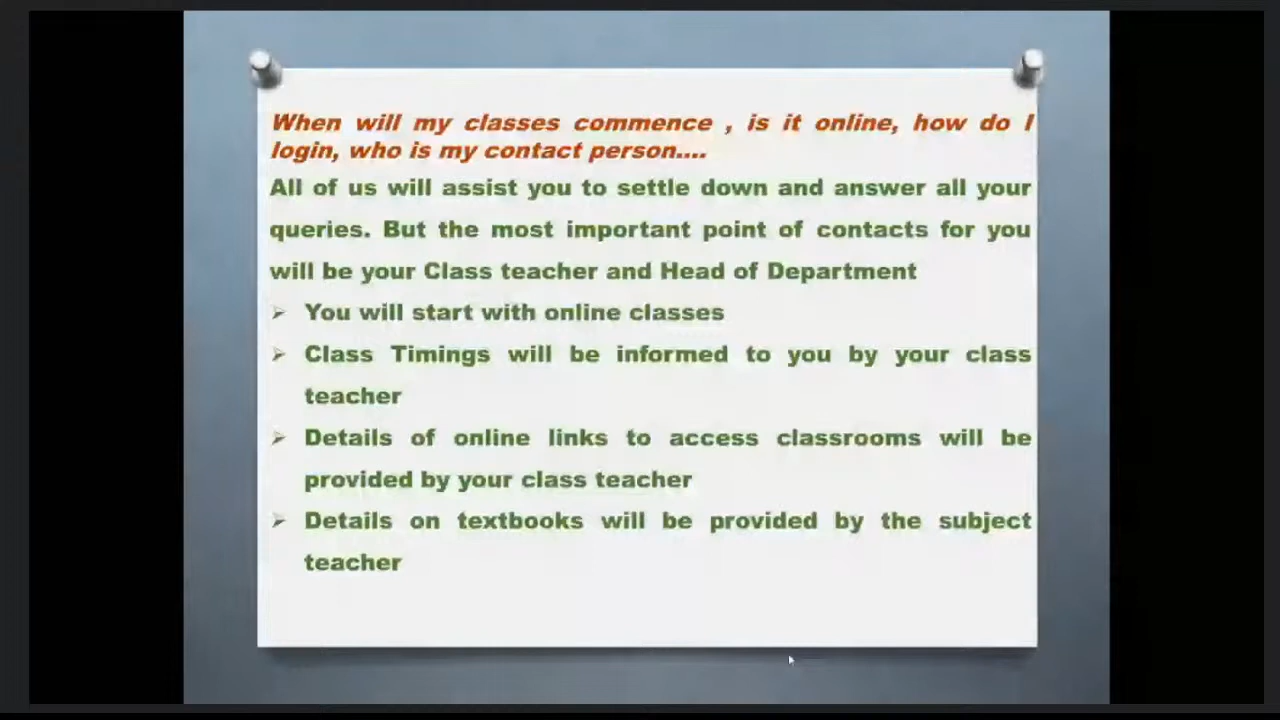 When will my classes commence , is it online, how do I
login, who is my contact person....
All of us will assist you to settle down and answer all your
queries. But the most important point of contacts for you
will be your Class teacher and Head of Department
➢ You will start with online classes
➢ Class Timings will be informed to you by your class
teacher
➢ Details of online links to access classrooms will be
provided by your class teacher
➢ Details on textbooks will be provided by the subject
teacher